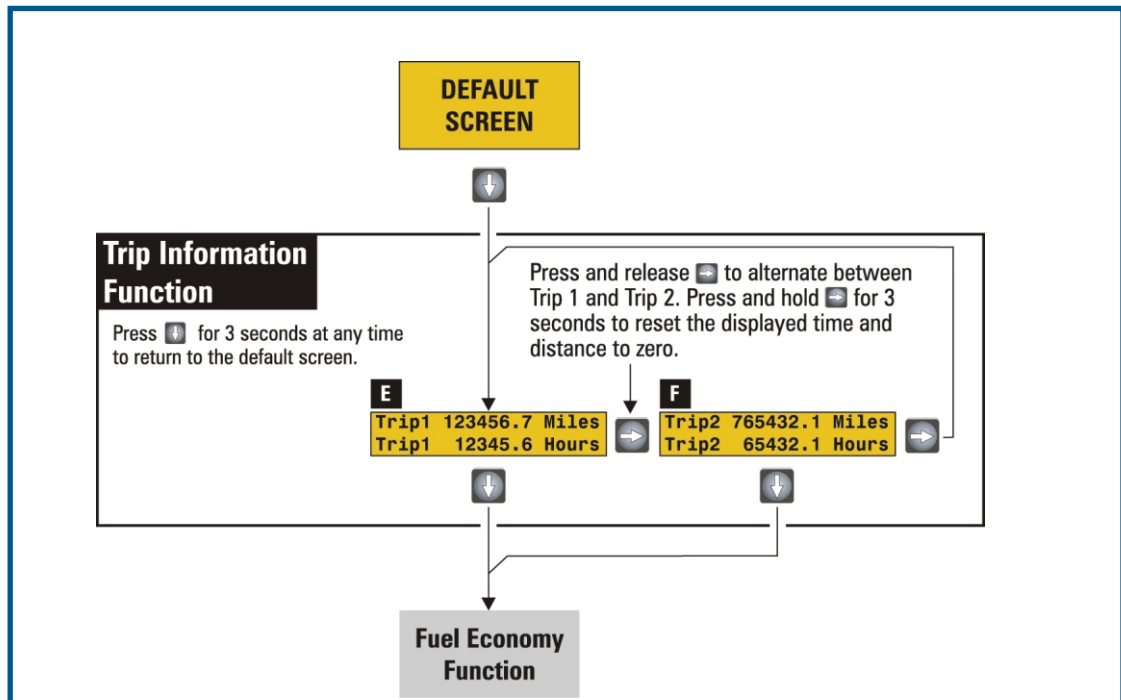 DEFAULT
SCREEN
Trip Information
Function
Press for 3 seconds at any time
to return to the default screen.
Press and release to alternate between
Trip 1 and Trip 2. Press and hold for 3
seconds to reset the displayed time and
distance to zero.
E
Trip1 123456.7 Miles
Trip1 12345.6 Hours
F
Trip2 765432.1 Miles
Trip2 65432.1 Hours
Fuel Economy
Function